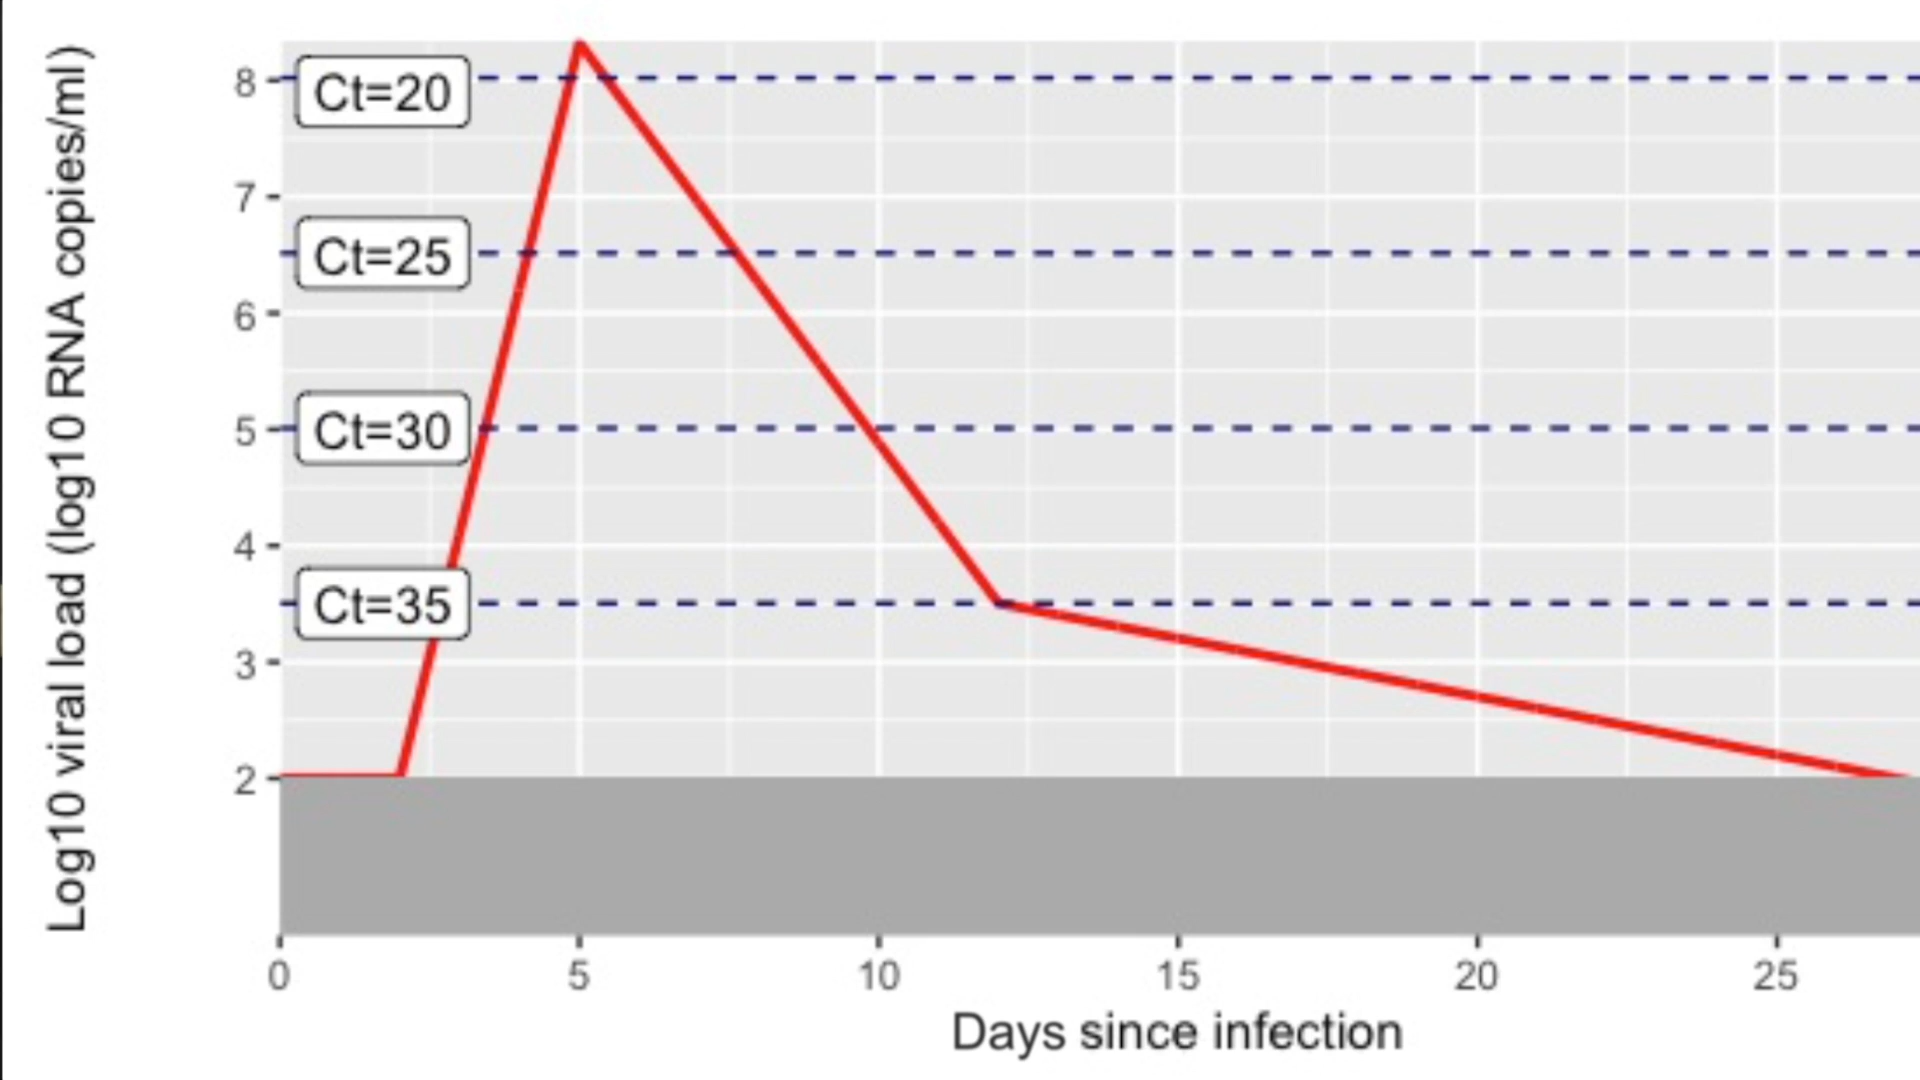 Log10 viral load (log10 RNA copies/ml)
8
7
6
5
4
3
2
Ct=20
Ct=25
Ct=30
Ct=35
0 5 10 15 20 25
Days since infection